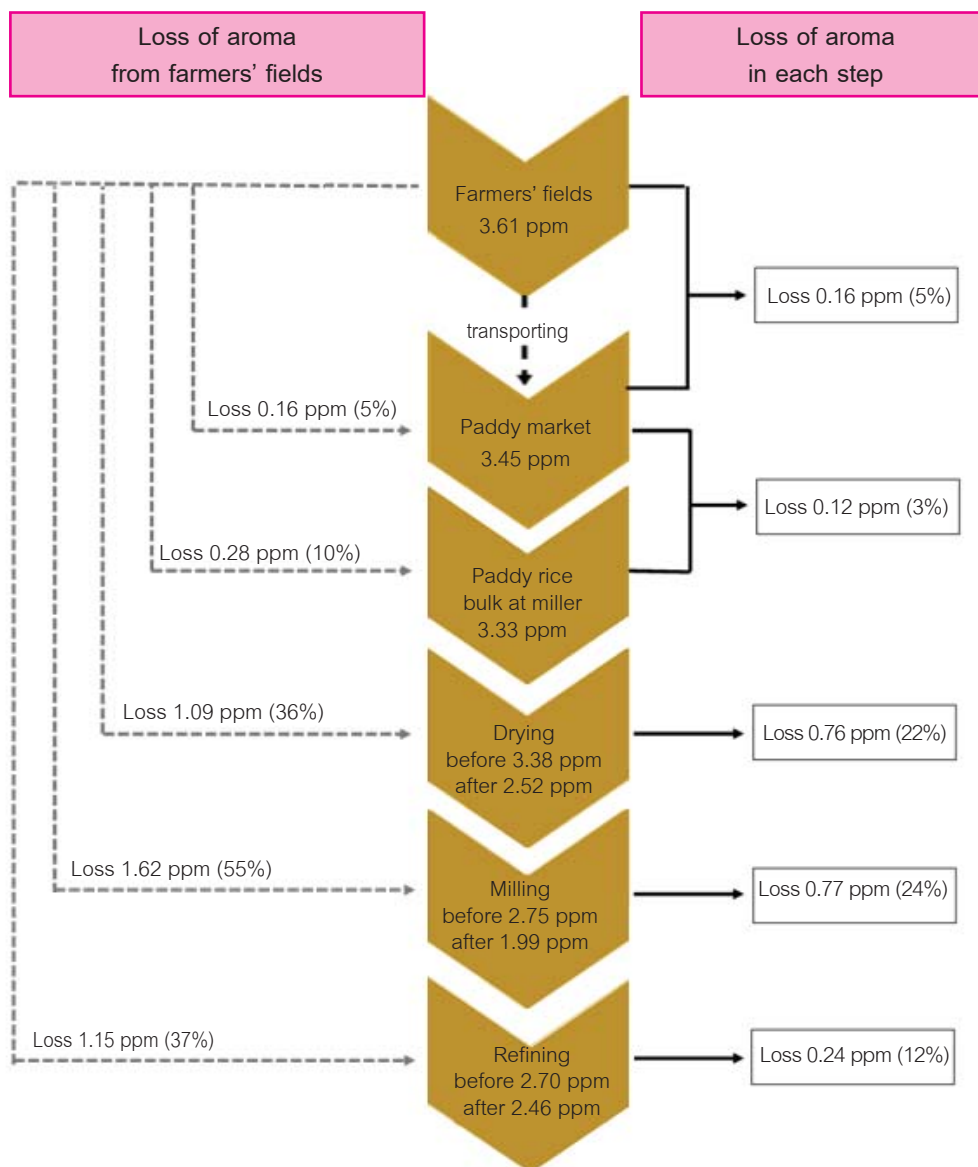 Loss of aroma
from farmers' fields
Loss of aroma
in each step
Farmers' fields
3.61 ppm
Loss 0.16 ppm (5%)
transporting
Loss 0.16 ppm (5%)
Paddy market
3.45 ppm
Loss 0.12 ppm (3%)
Loss 0.28 ppm (10%)
Paddy rice
bulk at miller
3.33 ppm
Loss 1.09 ppm (36%)
Drying
before 3.38 ppm
after 2.52 ppm
Loss 0.76 ppm (22%)
Loss 1.62 ppm (55%)
Milling
before 2.75 ppm
after 1.99 ppm
Loss 0.77 ppm (24%)
Loss 1.15 ppm (37%)
Refining
before 2.70 ppm
after 2.46 ppm
Loss 0.24 ppm (12%)